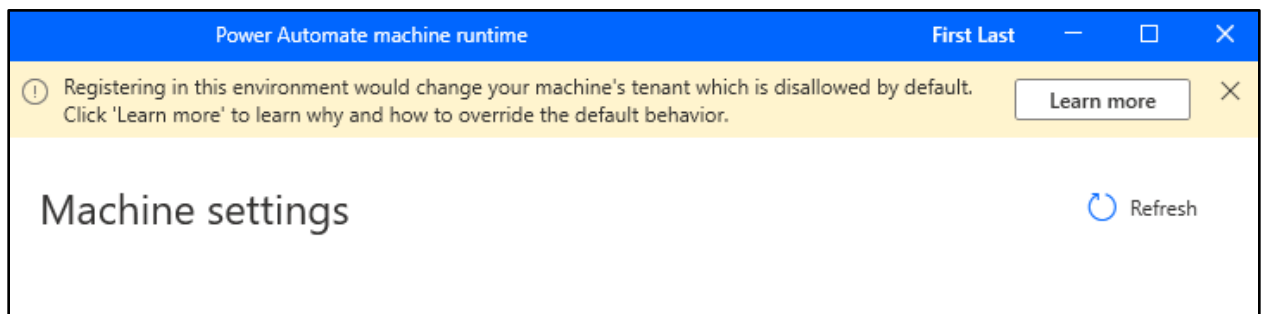 Power Automate machine runtime
First Last
Registering in this environment would change your machine's tenant which is disallowed by default.
Click 'Learn more' to learn why and how to override the default behavior.
Learn more
Machine settings
Refresh